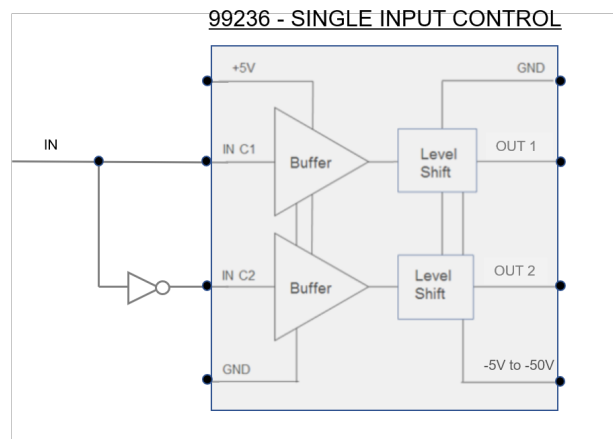 99236 - SINGLE INPUT CONTROL
+5V
GND
IN
IN C1
Buffer
Level
Shift
OUT 1
IN C2
Buffer
Level
Shift
OUT 2
GND
-5V to -50V